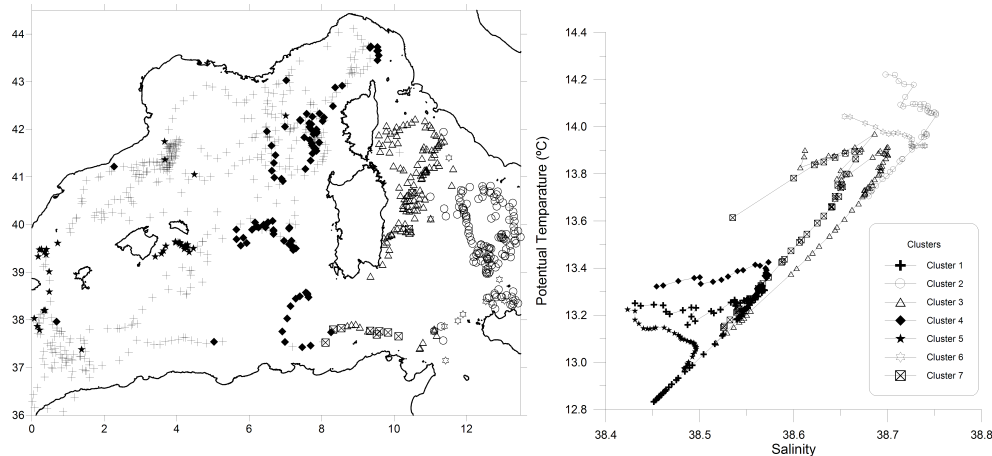 44
43
42
41
40
39
38
37
36
0 2 4 6 8 10 12
14.4
14.2
14.0
13.8
13.6
13.4
13.2
13.0
12.8
Potentual Temparature (ºC)
38.4 38.5 38.6 38.7 38.8
Salinity
Clusters
Cluster 1
Cluster 2
Cluster 3
Cluster 4
Cluster 5
Cluster 6
Cluster 7